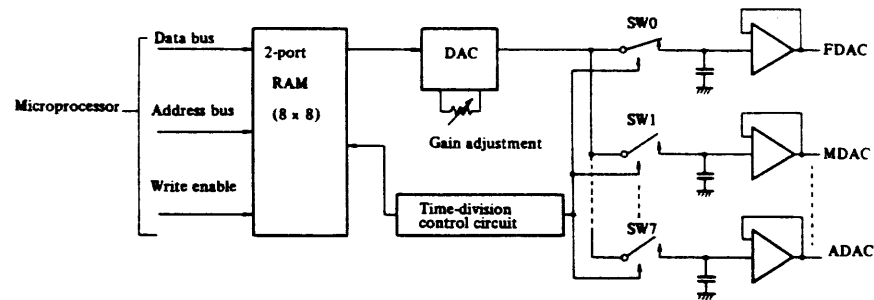 Data bus
Microprocessor
Address bus
Write enable
2-port
RAM
(8 x 8)
DAC
Gain adjustment
Time-division
control circuit
SW0
FDAC
SW1
MDAC
SW7
ADAC